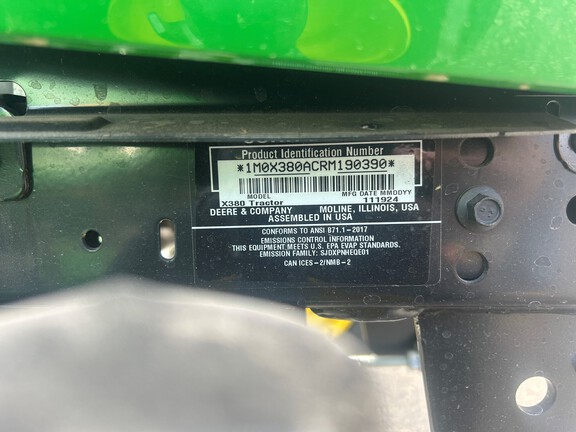 Product Identification Number
*1M0X380ACRM190390*
MODEL MFG DATE MMDDYY
X380 Tractor 111924
DEERE & COMPANY MOLINE, ILLINOIS, USA
ASSEMBLED IN USA
CONFORMS TO ANSI B71.1-2017
EMISSIONS CONTROL INFORMATION
THIS EQUIPMENT MEETS U.S. EPA EVAP STANDARDS.
EMISSION FAMILY: SJDXPNHEQE01
CAN ICES-2/NMB-2